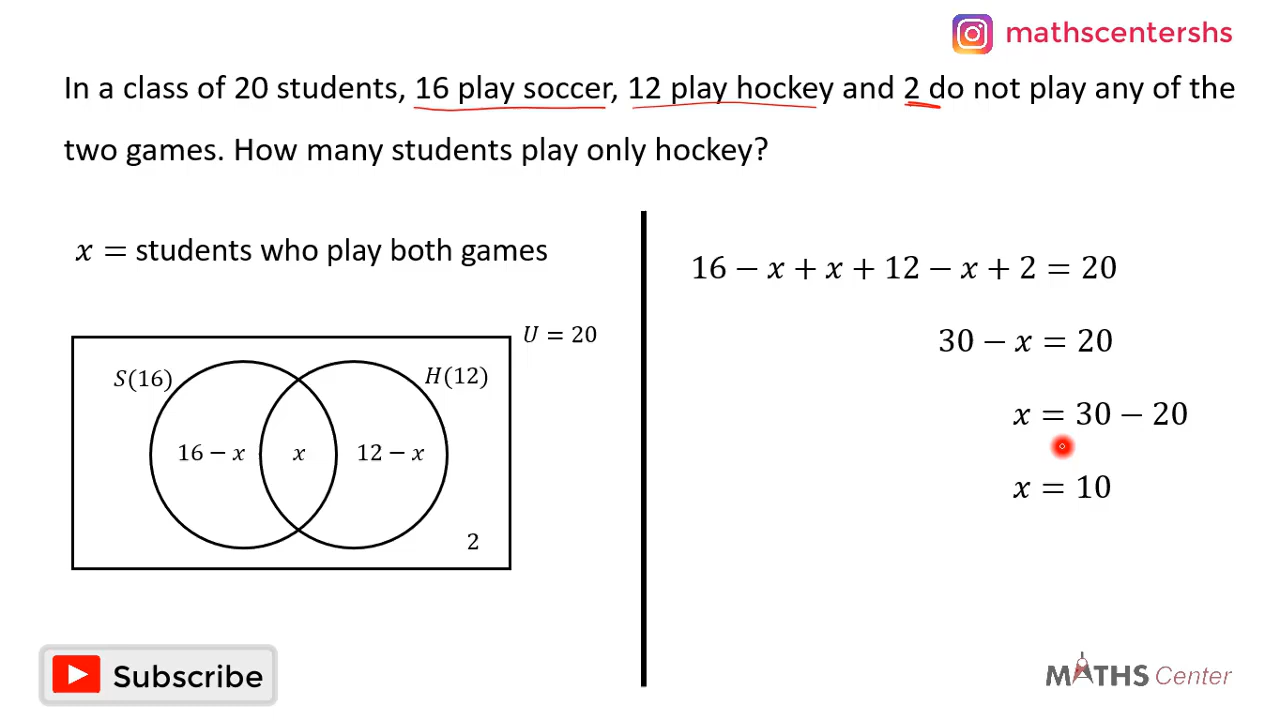 mathscentershs
In a class of 20 students, 16 play soccer, 12 play hockey and 2 do not play any of the
two games. How many students play only hockey?
x = students who play both games
U = 20
S(16)
H(12)
16 − x
x
12 − x
2
16 − x + x + 12 − x + 2 = 20
30 − x = 20
x = 30 − 20
x = 10
Subscribe
MATHS Center